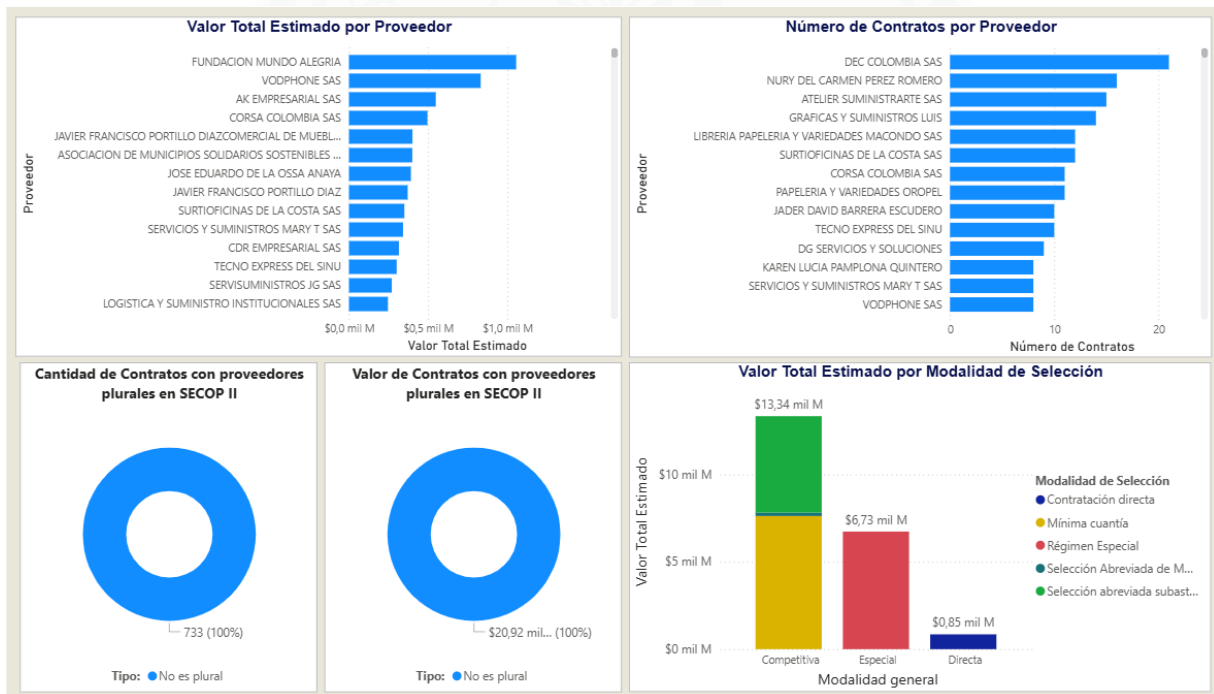 Valor Total Estimado por Proveedor
Proveedor
FUNDACION MUNDO ALEGRIA
VODPHONE SAS
AK EMPRESARIAL SAS
CORSA COLOMBIA SAS
JAVIER FRANCISCO PORTILLO DIAZCOMERCIAL DE MUEBL...
ASOCIACION DE MUNICIPIOS SOLIDARIOS SOSTENIBLES ...
JOSE EDUARDO DE LA OSSA ANAYA
JAVIER FRANCISCO PORTILLO DIAZ
SURTIOFICINAS DE LA COSTA SAS
SERVICIOS Y SUMINISTROS MARY T SAS
CDR EMPRESARIAL SAS
TECNO EXPRESS DEL SINU
SERVISUMINISTROS JG SAS
LOGISTICA Y SUMINISTRO INSTITUCIONALES SAS
$0,0 mil M $0,5 mil M $1,0 mil M
Valor Total Estimado
Número de Contratos por Proveedor
Proveedor
DEC COLOMBIA SAS
NURY DEL CARMEN PEREZ ROMERO
ATELIER SUMINISTRARTE SAS
GRAFICAS Y SUMINISTROS LUIS
LIBRERIA PAPELERIA Y VARIEDADES MACONDO SAS
SURTIOFICINAS DE LA COSTA SAS
CORSA COLOMBIA SAS
PAPELERIA Y VARIEDADES OROPEL
JADER DAVID BARRERA ESCUDERO
TECNO EXPRESS DEL SINU
DG SERVICIOS Y SOLUCIONES
KAREN LUCIA PAMPLONA QUINTERO
SERVICIOS Y SUMINISTROS MARY T SAS
VODPHONE SAS
0 10 20
Número de Contratos
Cantidad de Contratos con proveedores
plurales en SECOP II
733 (100%)
Tipo: No es plural
Valor de Contratos con proveedores
plurales en SECOP II
$20,92 mil... (100%)
Tipo: No es plural
Valor Total Estimado por Modalidad de Selección
Valor Total Estimado
$10 mil M
$5 mil M
$0 mil M
$13,34 mil M
$6,73 mil M
$0,85 mil M
Competitiva Especial Directa
Modalidad general
Modalidad de Selección
Contratación directa
Mínima cuantía
Régimen Especial
Selección Abreviada de M...
Selección abreviada subast...